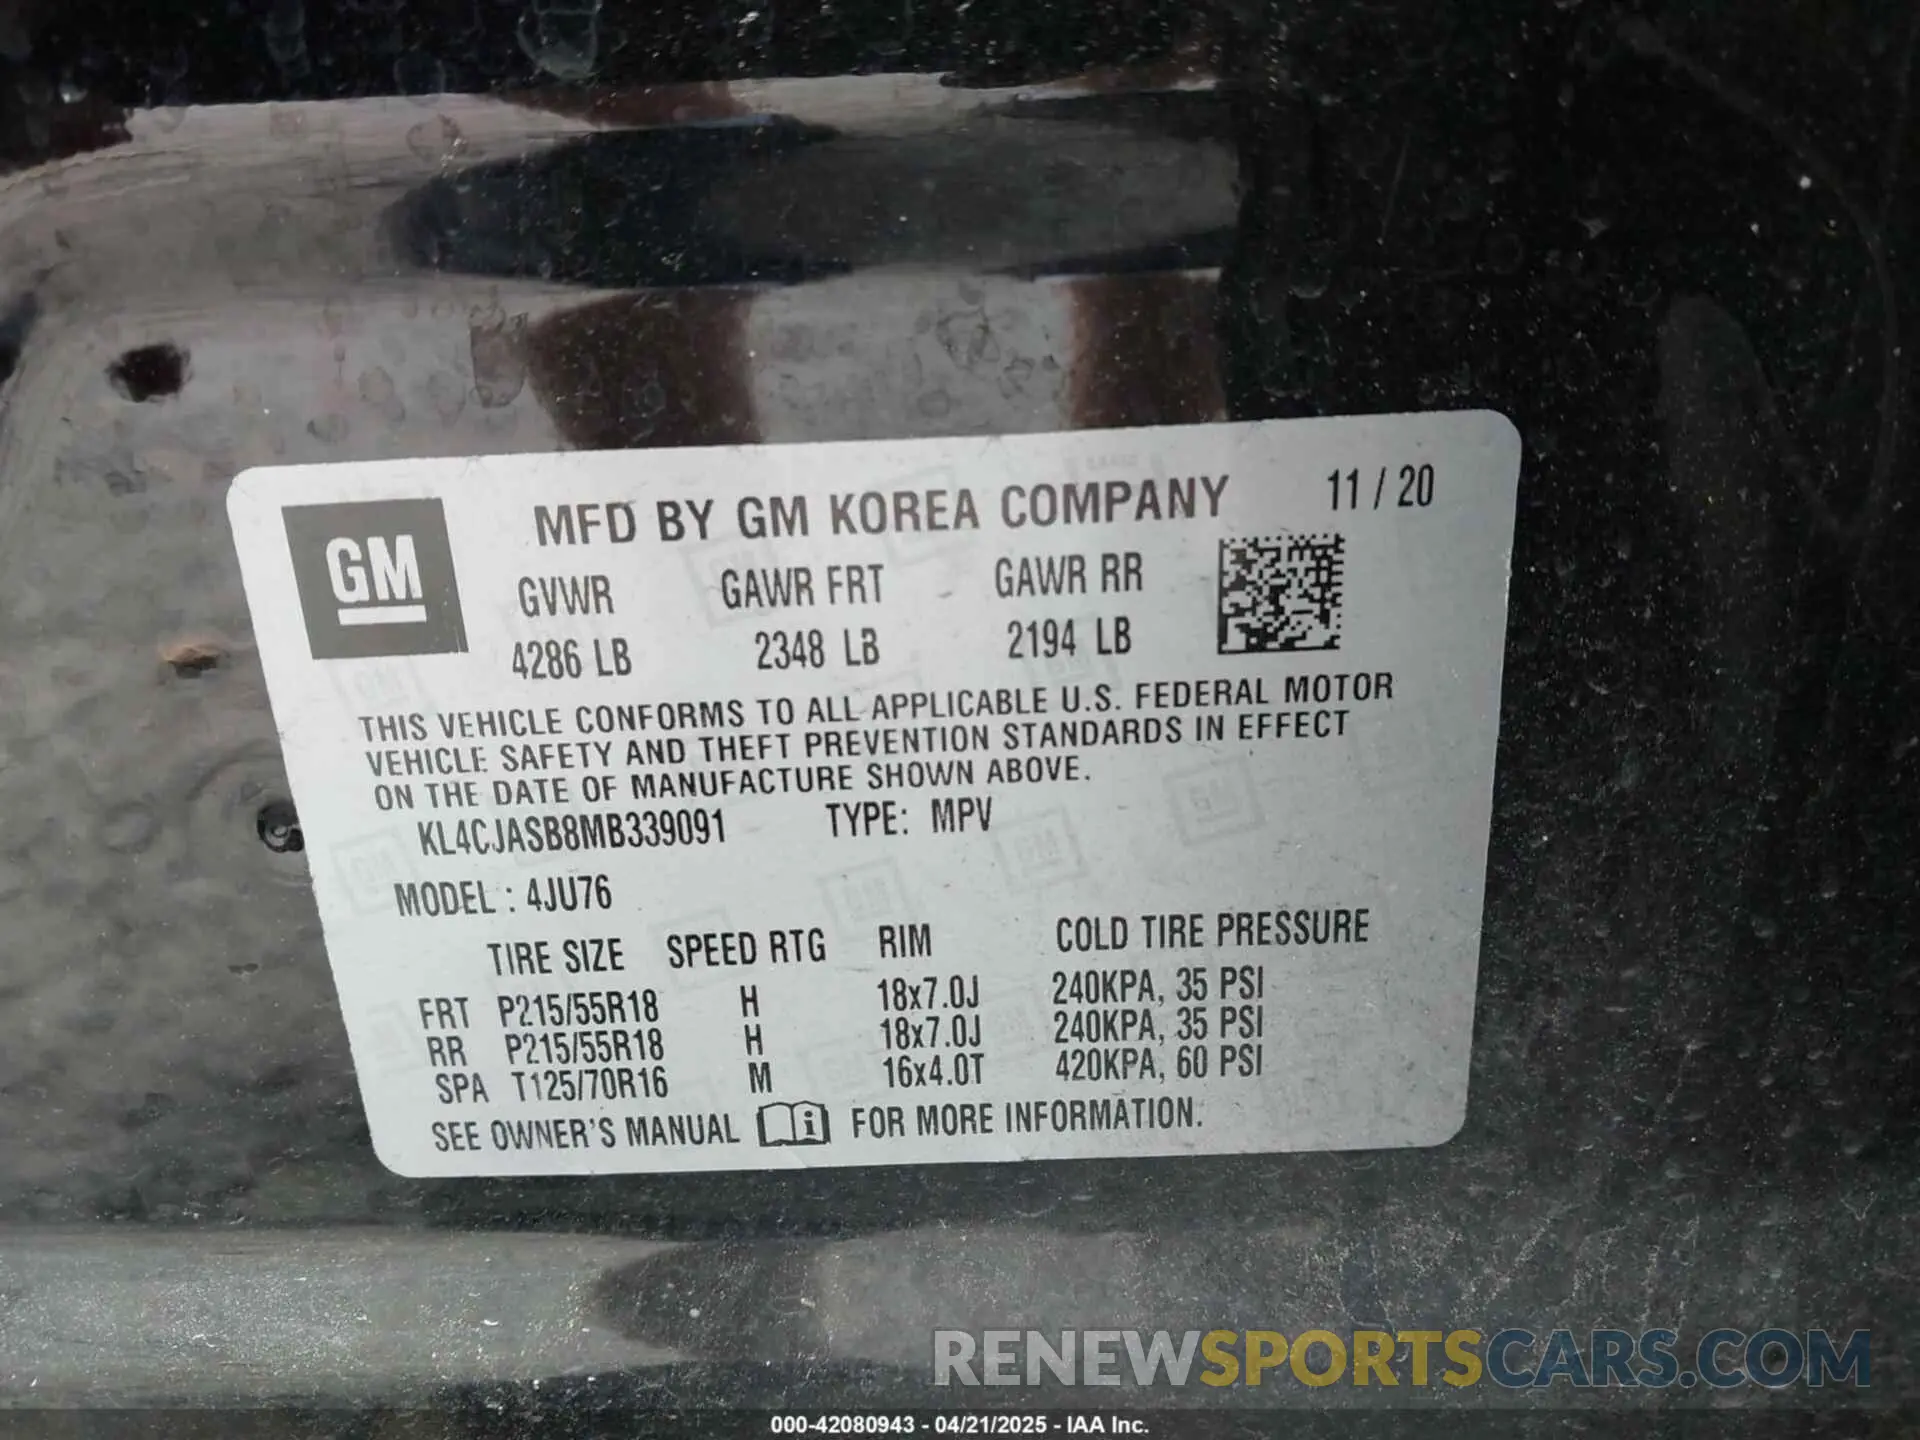 GM
MFD BY GM KOREA COMPANY 11 / 20
GVWR GAWR FRT GAWR RR
4286 LB 2348 LB 2194 LB
THIS VEHICLE CONFORMS TO ALL APPLICABLE U.S. FEDERAL MOTOR
VEHICLE SAFETY AND THEFT PREVENTION STANDARDS IN EFFECT
ON THE DATE OF MANUFACTURE SHOWN ABOVE.
KL4CJASB8MB339091 TYPE: MPV
MODEL : 4JU76
TIRE SIZE SPEED RTG RIM COLD TIRE PRESSURE
FRT P215/55R18 H 18x7.0J 240KPA, 35 PSI
RR P215/55R18 H 18x7.0J 240KPA, 35 PSI
SPA T125/70R16 M 16x4.0T 420KPA, 60 PSI
SEE OWNER'S MANUAL i FOR MORE INFORMATION.
RENEWSPORTSCARS.COM
000-42080943 - 04/21/2025 - IAA Inc.